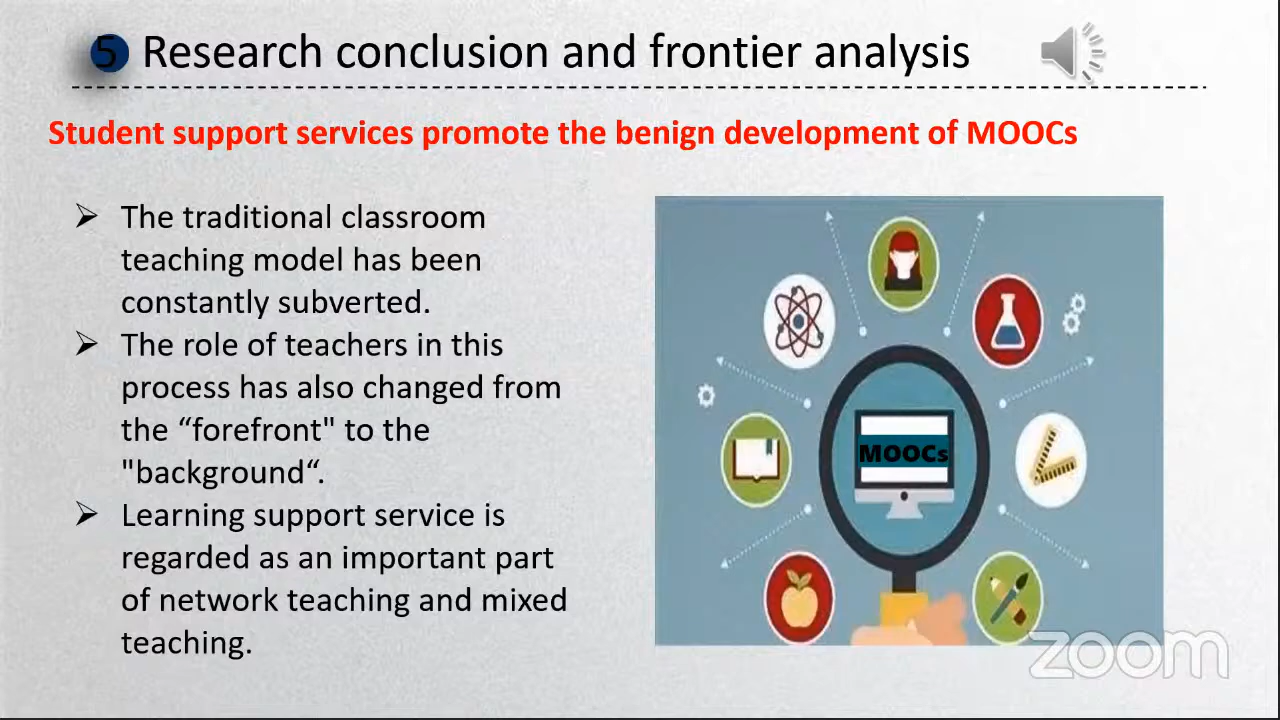 5 Research conclusion and frontier analysis
Student support services promote the benign development of MOOCs
The traditional classroom
teaching model has been
constantly subverted.
The role of teachers in this
process has also changed from
the “forefront" to the
"background“.
Learning support service is
regarded as an important part
of network teaching and mixed
teaching.
MOOCs
zoom